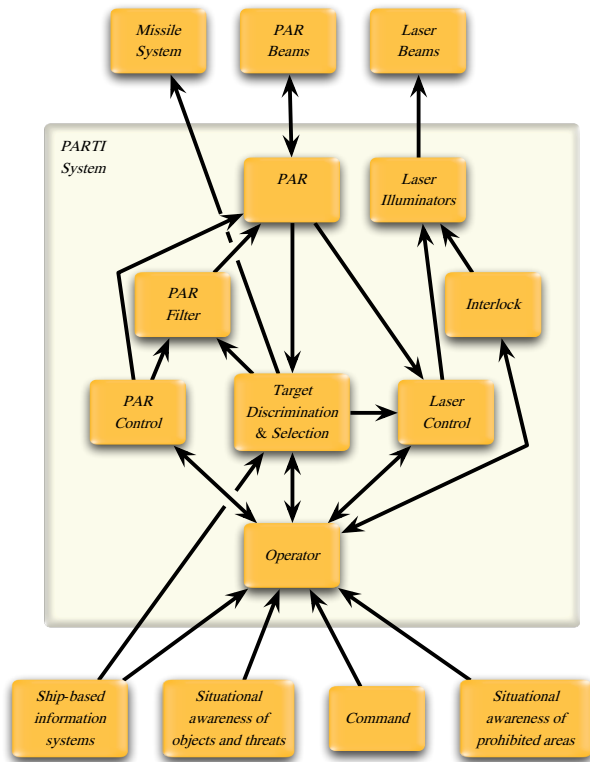 Missile
System
PAR
Beams
Laser
Beams
PARTI
System
PAR
Laser
Illuminators
PAR
Filter
Interlock
PAR
Control
Target
Discrimination
& Selection
Laser
Control
Operator
Ship-based
information
systems
Situational
awareness of
objects and threats
Command
Situational
awareness of
prohibited areas